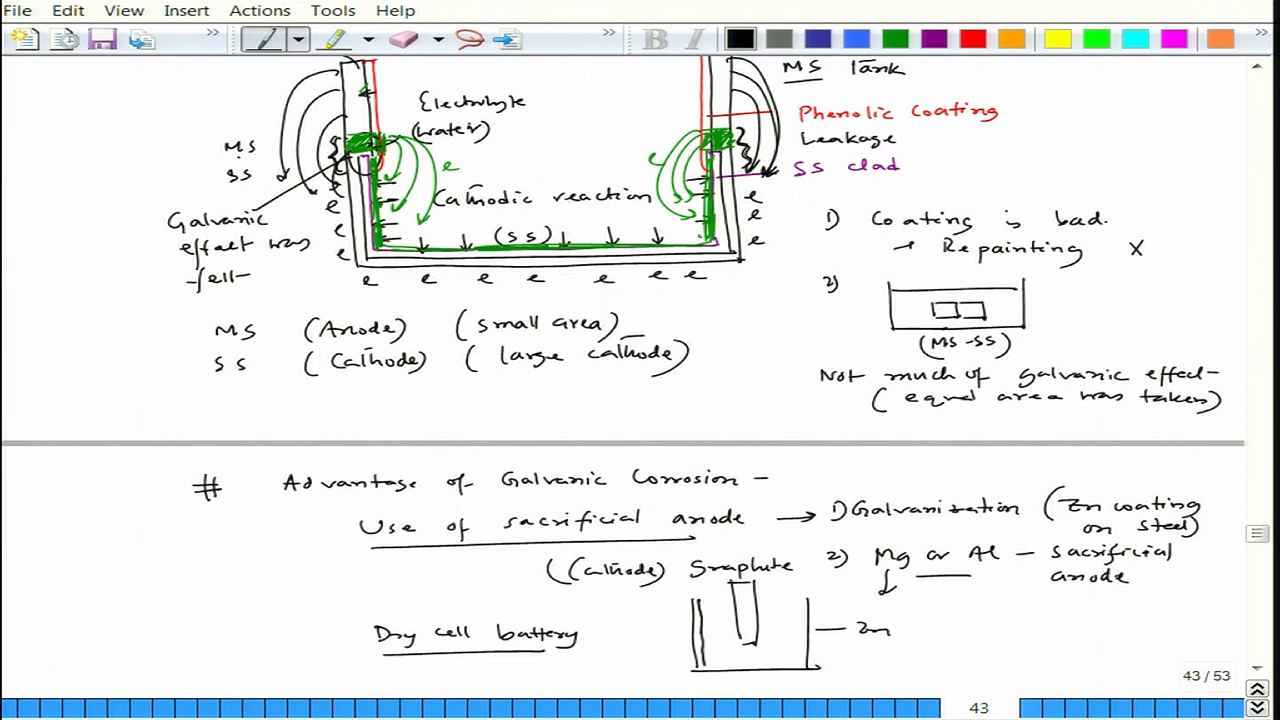 File Edit View Insert Actions Tools Help
B I
MS Tank
Electrolyte
(water)
Phenolic coating
Leakage
SS clad
MS
SS
e
e
Cathodic reaction
(SS)
Galvanic
effect was
felt
e
e
e
e
e
e
e
e e e e e e e
1) Coating is bad.
→ Repainting X
2)
(MS-SS)
MS (Anode) (small area)
SS (Cathode) (large cathode)
Not much of galvanic effect
(equal area was taken)
# Advantage of Galvanic Corrosion –
Use of sacrificial anode → 1) Galvanization (Zn coating
on steel)
2) Mg or Al – sacrificial
anode
(Cathode) Graphite
Dry cell battery
Zn
43 / 53
43